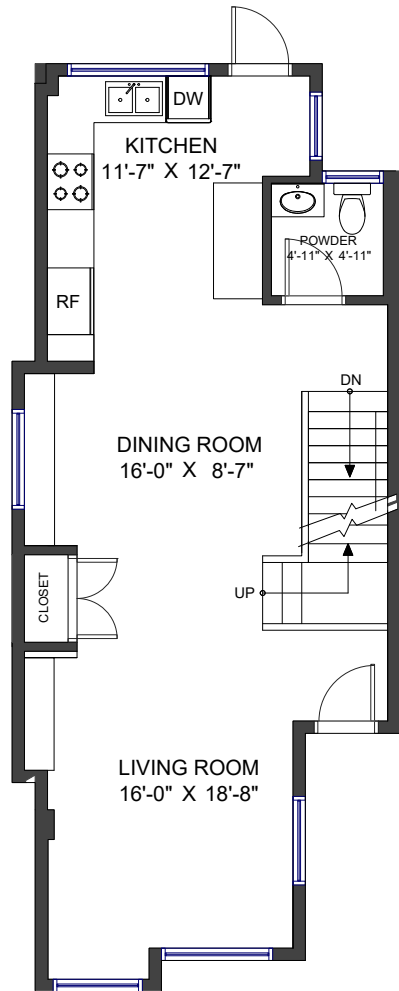 DW
KITCHEN
11'-7" X 12'-7"
POWDER
4'-11" X 4'-11"
RF
DN
DINING ROOM
16'-0" X 8'-7"
CLOSET
UP
LIVING ROOM
16'-0" X 18'-8"